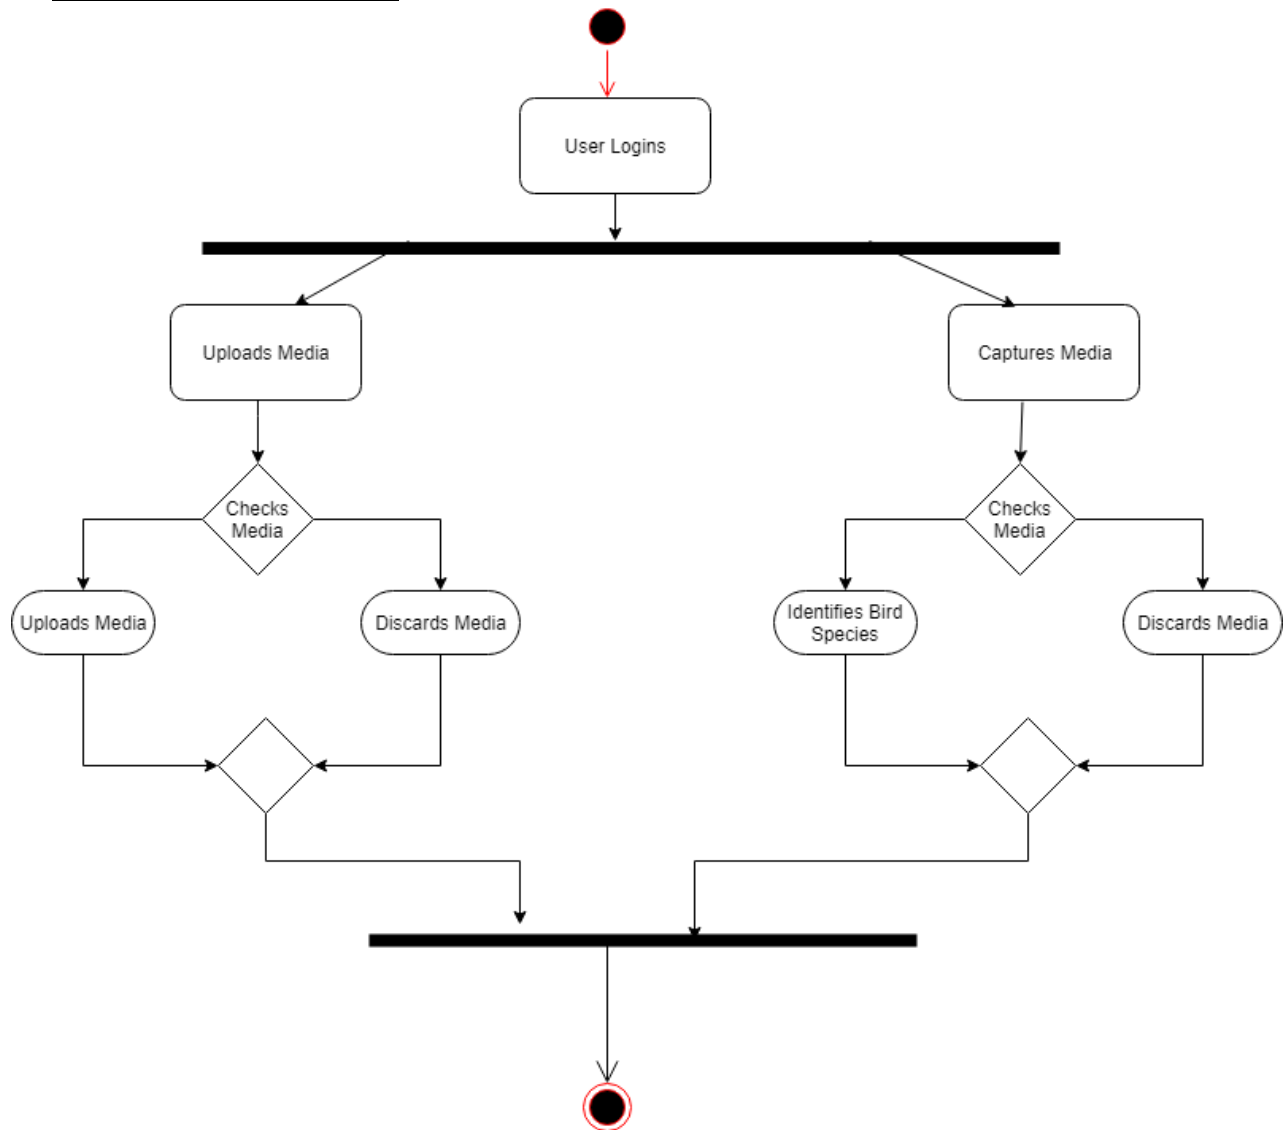 User Logins
Uploads Media
Captures Media
Checks
Media
Checks
Media
Uploads Media
Discards Media
Identifies Bird
Species
Discards Media